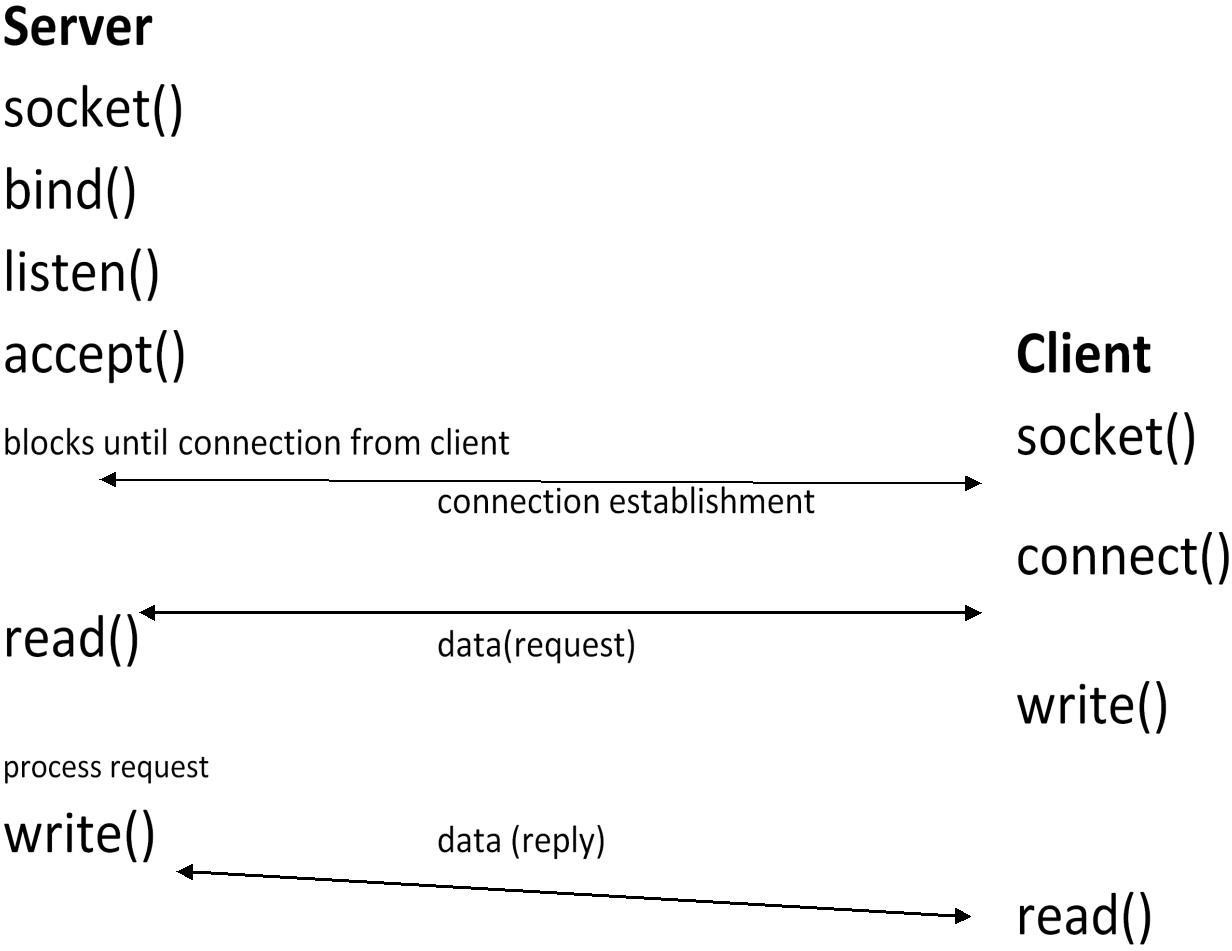 Server
socket()
bind()
listen()
accept()
Client
blocks until connection from client
socket()
connection establishment
connect()
read()
data(request)
write()
process request
write()
data (reply)
read()